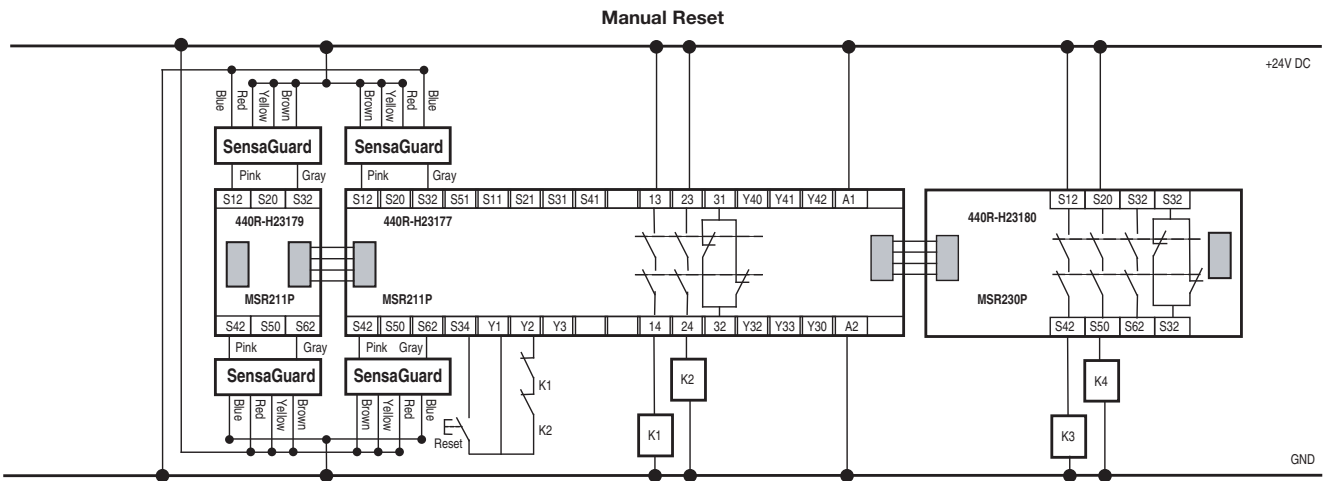 Manual Reset
+24V DC
Blue Red Yellow Brown Brown Yellow Red Blue
SensaGuard SensaGuard
Pink Gray Pink Gray
S12 S20 S32 S12 S20 S32 S51 S11 S21 S31 S41 13 23 31 Y40 Y41 Y42 A1 S12 S20 S32 S32
440R-H23179 440R-H23177 440R-H23180
MSR211P MSR211P MSR230P
S42 S50 S62 S42 S50 S62 S34 Y1 Y2 Y3 14 24 32 Y32 Y33 Y30 A2 S42 S50 S62 S32
Pink Gray Pink Gray
SensaGuard SensaGuard K1 K2 K4
Blue Red Yellow Brown Brown Yellow Red Blue
Reset K2 K1 K3
GND